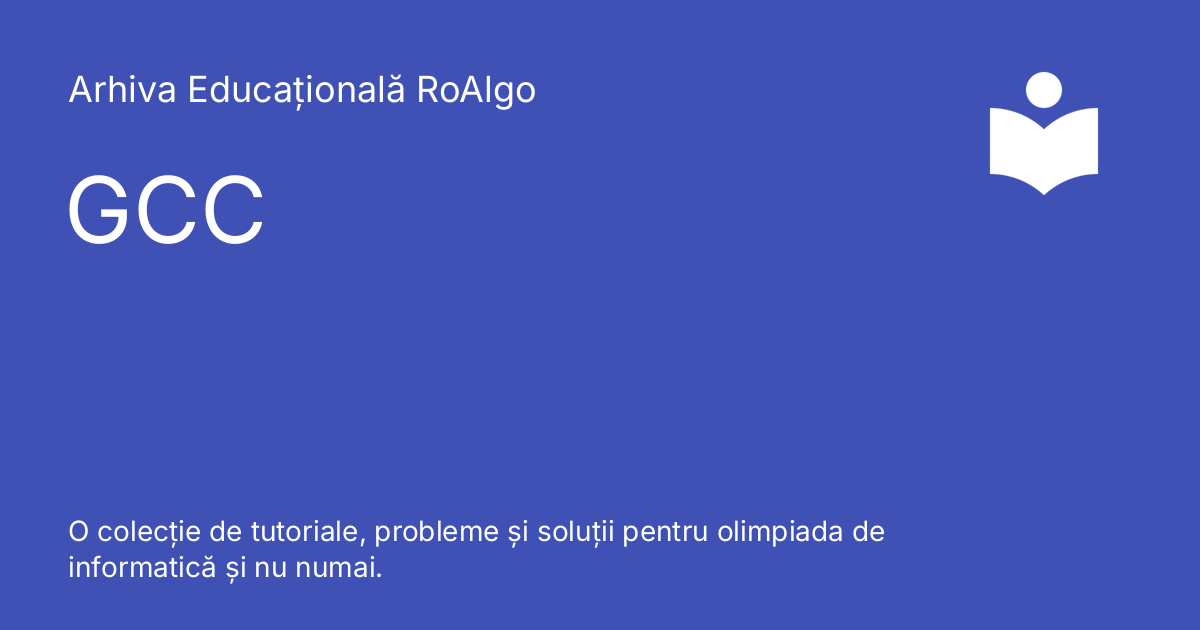 Arhiva Educațională RoAlgo
GCC
O colecție de tutoriale, probleme și soluții pentru olimpiada de
informatică și nu numai.